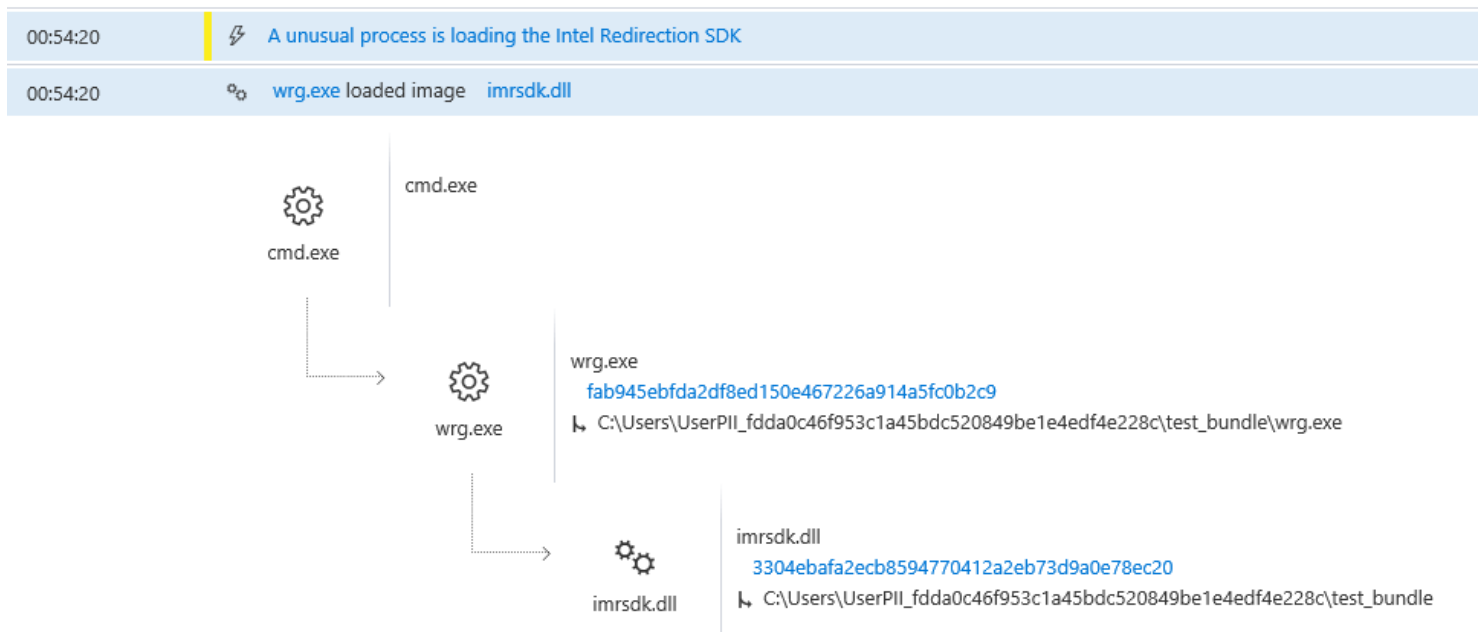 00:54:20 A unusual process is loading the Intel Redirection SDK
00:54:20 wrg.exe loaded image imrsdk.dll
cmd.exe
cmd.exe
wrg.exe
fab945ebfda2df8ed150e467226a914a5fc0b2c9
C:\Users\UserPII_fdda0c46f953c1a45bdc520849be1e4edf4e228c\test_bundle\wrg.exe
wrg.exe
imrsdk.dll
3304ebafa2ecb8594770412a2eb73d9a0e78ec20
C:\Users\UserPII_fdda0c46f953c1a45bdc520849be1e4edf4e228c\test_bundle
imrsdk.dll